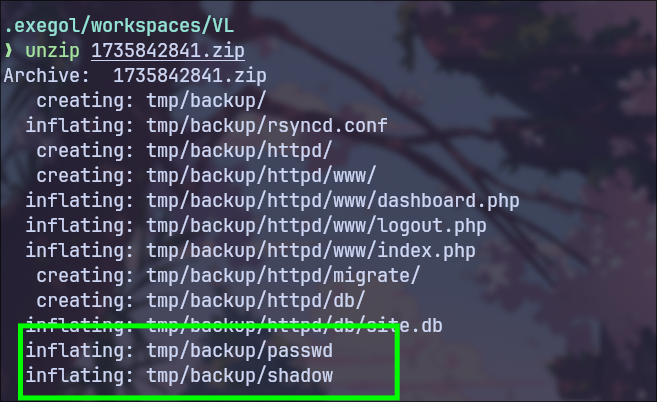 .exegol/workspaces/VL
❯ unzip 1735842841.zip
Archive:  1735842841.zip
   creating: tmp/backup/
  inflating: tmp/backup/rsyncd.conf
   creating: tmp/backup/httpd/
   creating: tmp/backup/httpd/www/
  inflating: tmp/backup/httpd/www/dashboard.php
  inflating: tmp/backup/httpd/www/logout.php
  inflating: tmp/backup/httpd/www/index.php
   creating: tmp/backup/httpd/migrate/
   creating: tmp/backup/httpd/db/
  inflating: tmp/backup/httpd/db/site.db
  inflating: tmp/backup/passwd
  inflating: tmp/backup/shadow